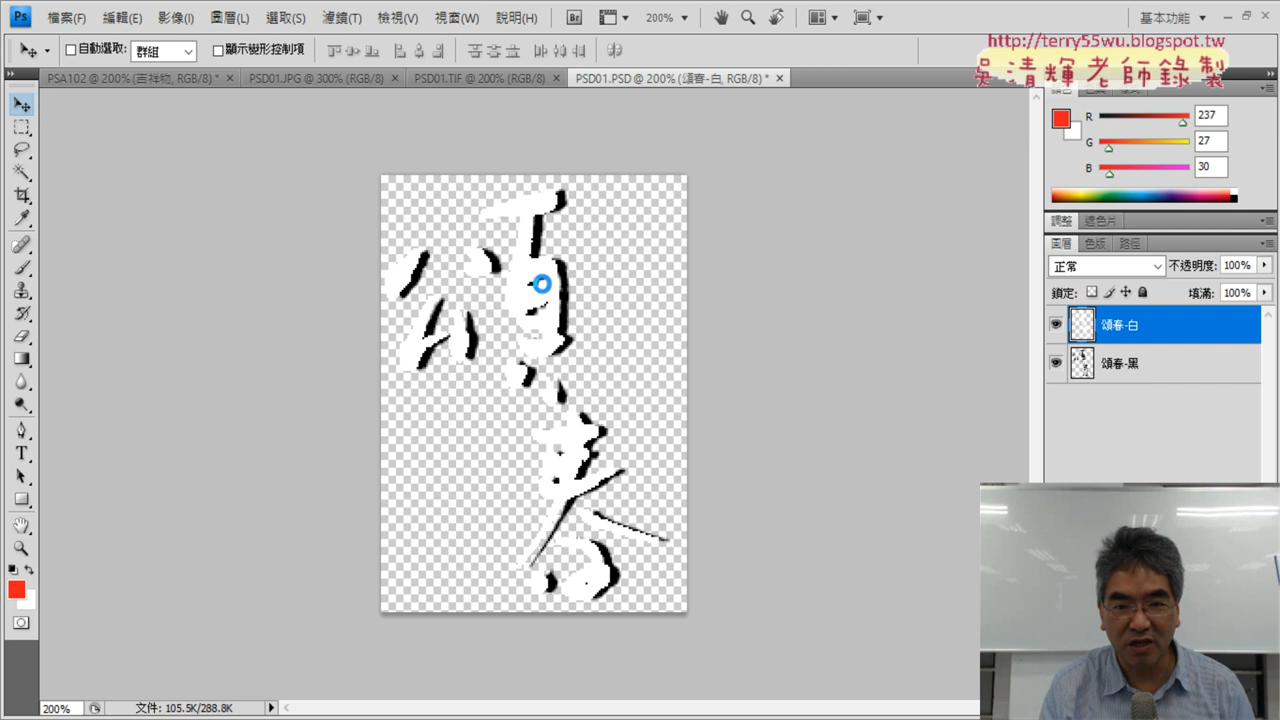 Ps 檔案(F) 編輯(E) 影像(I) 圖層(L) 選取(S) 濾鏡(T) 檢視(V) 視窗(W) 說明(H) Br 200% 基本功能
自動選取: 群組 顯示變形控制項
http://terry55wu.blogspot.tw
吳清輝老師錄製
PSA102 @ 200%(吉祥物, RGB/8) * × PSD01.JPG @ 300% (RGB/8) × PSD01.TIF @ 200% (RGB/8) × PSD01.PSD @ 200% (頌春-白, RGB/8) * ×
R 237
G 27
B 30
調整 遮色片
圖層 色版 路徑
正常 不透明度: 100%
鎖定: 填滿: 100%
頌春-白
頌春-黑
頌春
200% 文件: 105.5K/288.8K